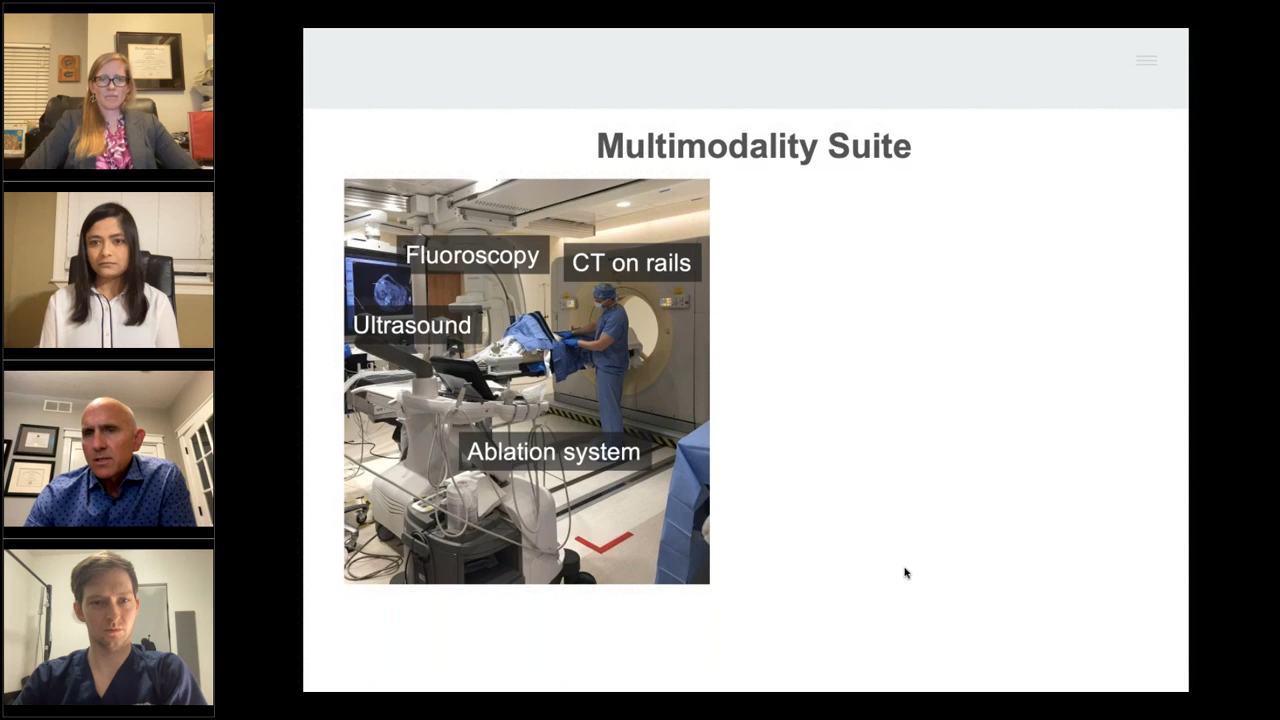 Multimodality Suite
Fluoroscopy
CT on rails
Ultrasound
Ablation system